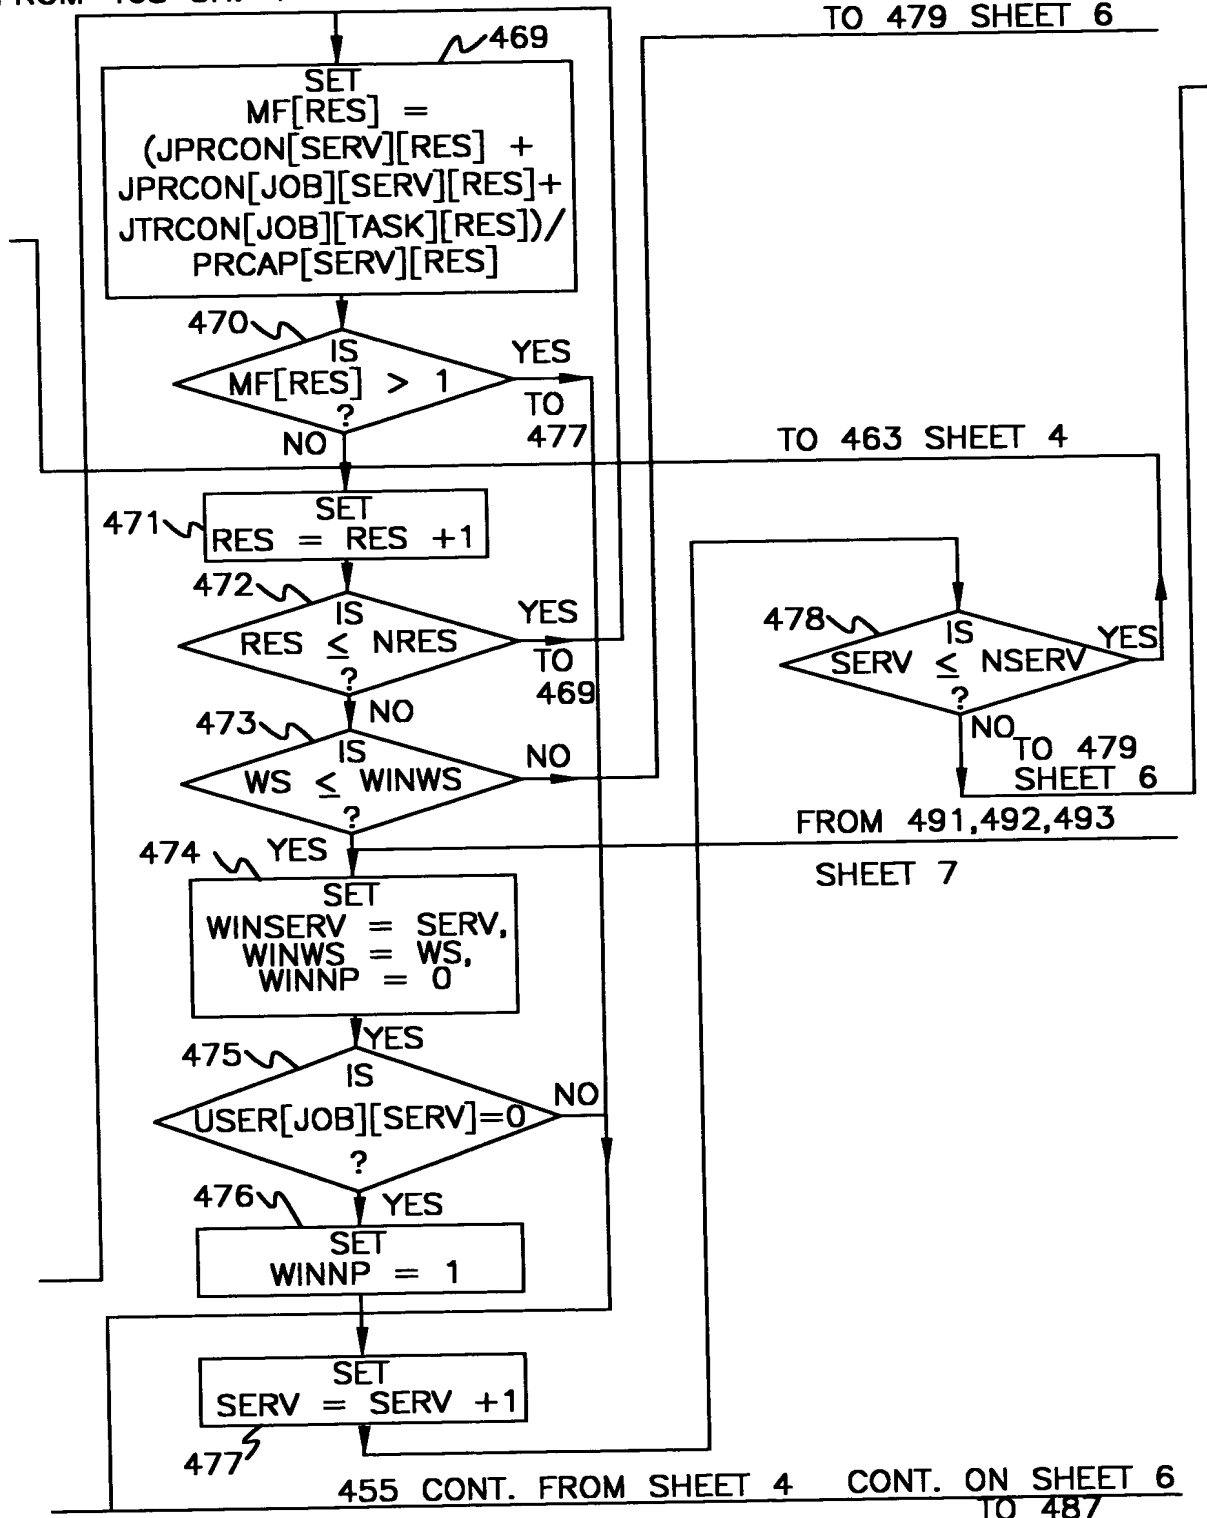 TO 479 SHEET 6
469
SET
MF[RES] =
(JPRCON[SERV][RES] +
JPRCON[JOB][SERV][RES]+
JTRCON[JOB][TASK][RES])/
PRCAP[SERV][RES]
470
IS
MF[RES] > 1
?
YES
TO
477
NO
TO 463 SHEET 4
471
SET
RES = RES +1
472
IS
RES ≤ NRES
?
YES
TO
469
NO
478
IS
SERV ≤ NSERV
?
YES
NO
TO 479
SHEET 6
473
IS
WS ≤ WINWS
?
NO
YES
FROM 491,492,493
SHEET 7
474
SET
WINSERV = SERV,
WINWS = WS,
WINNP = 0
YES
475
IS
USER[JOB][SERV]=0
?
NO
YES
476
SET
WINNP = 1
SET
SERV = SERV +1
477
455 CONT. FROM SHEET 4 CONT. ON SHEET 6
TO 487